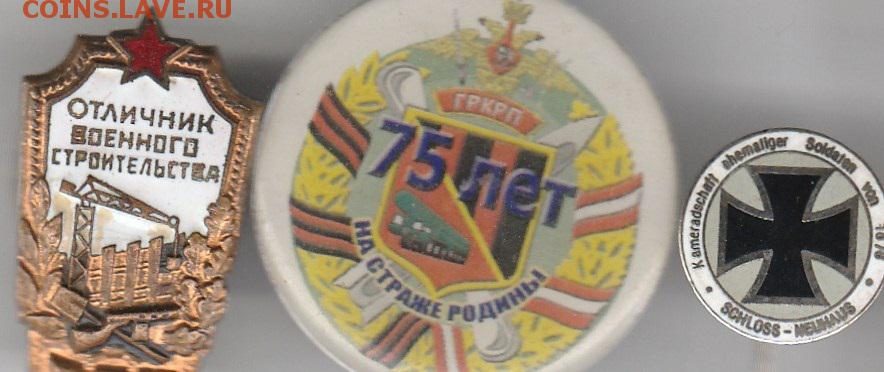 COINS.LAVE.RU
ОТЛИЧНИК
ВОЕННОГО
СТРОИТЕЛЬСТВА
ГРКРП
75 лет
НА СТРАЖЕ РОДИНЫ
Kameradschaft ehemaliger Soldaten von
SCHLOSS - NEUHAUS